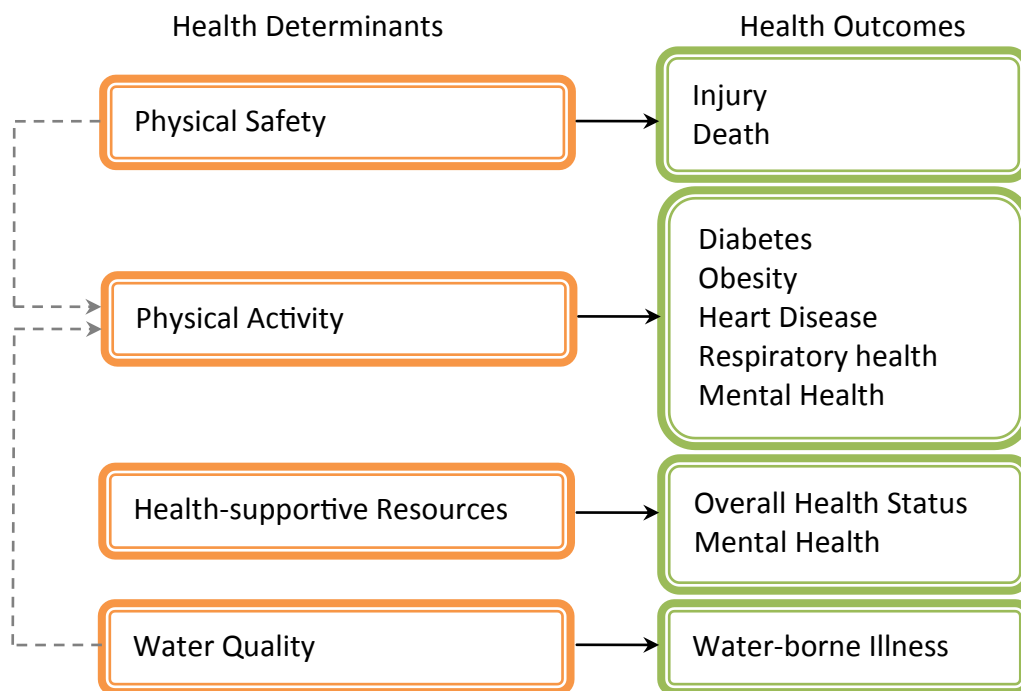 Health Determinants
Health Outcomes
Physical Safety
Injury
Death
Physical Activity
Diabetes
Obesity
Heart Disease
Respiratory health
Mental Health
Health-supportive Resources
Overall Health Status
Mental Health
Water Quality
Water-borne Illness